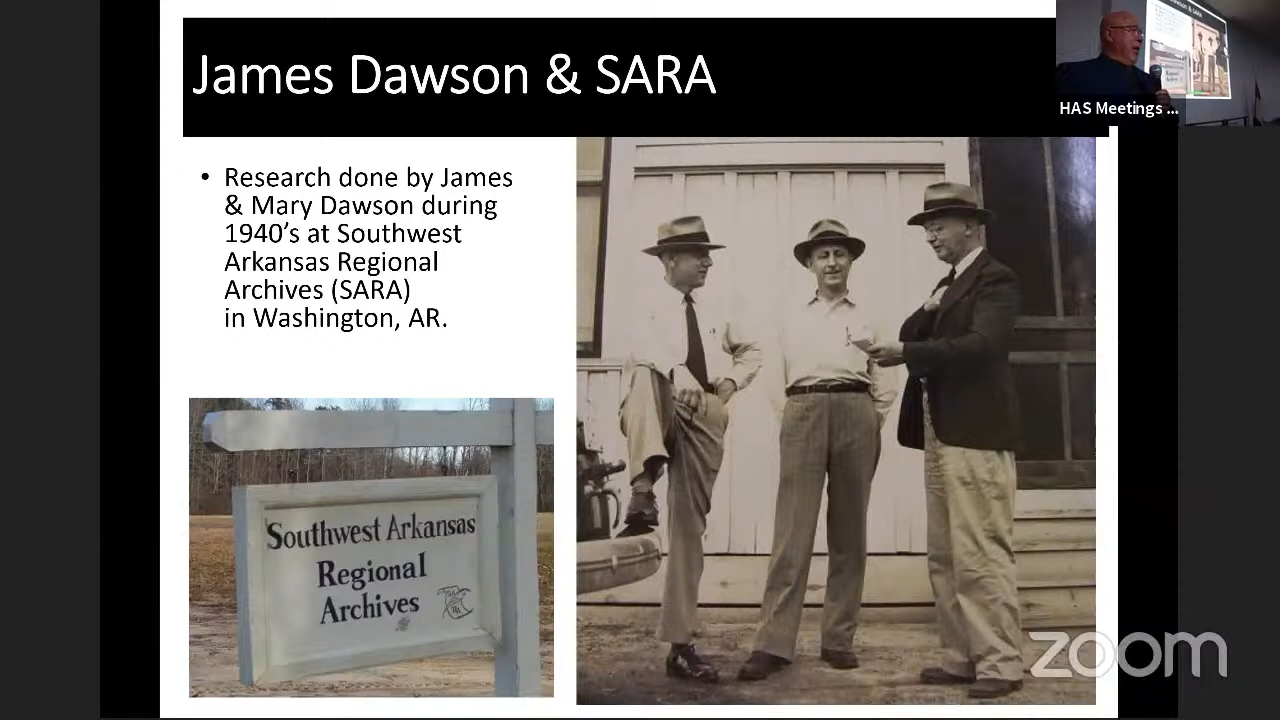 James Dawson & SARA
HAS Meetings ...
• Research done by James
& Mary Dawson during
1940's at Southwest
Arkansas Regional
Archives (SARA)
in Washington, AR.
Southwest Arkansas
Regional
Archives
zoom